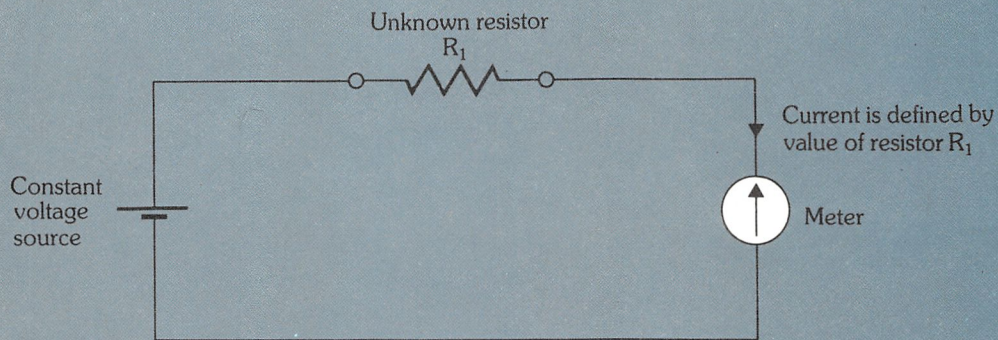 Unknown resistor
R₁
Current is defined by
value of resistor R₁
Constant
voltage
source
Meter